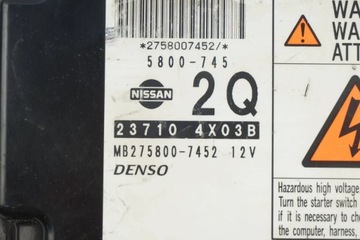 *2758007452/*
5800-745
NISSAN
2Q
23710 4X03B
MB275800-7452 12V
DENSO
WA
WA
ATT
Hazardous high voltage
Turn the starter switch
if it is necessary to che
the computer, harness,